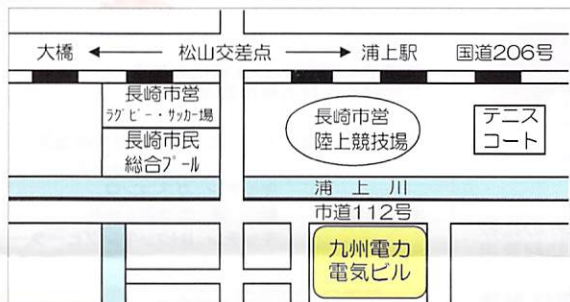 大橋 ← 松山交差点 → 浦上駅 国道206号
長崎市営
ラグビー・サッカー場
長崎市民
総合プール
長崎市営
陸上競技場
テニス
コート
浦上川
市道112号
九州電力
電気ビル